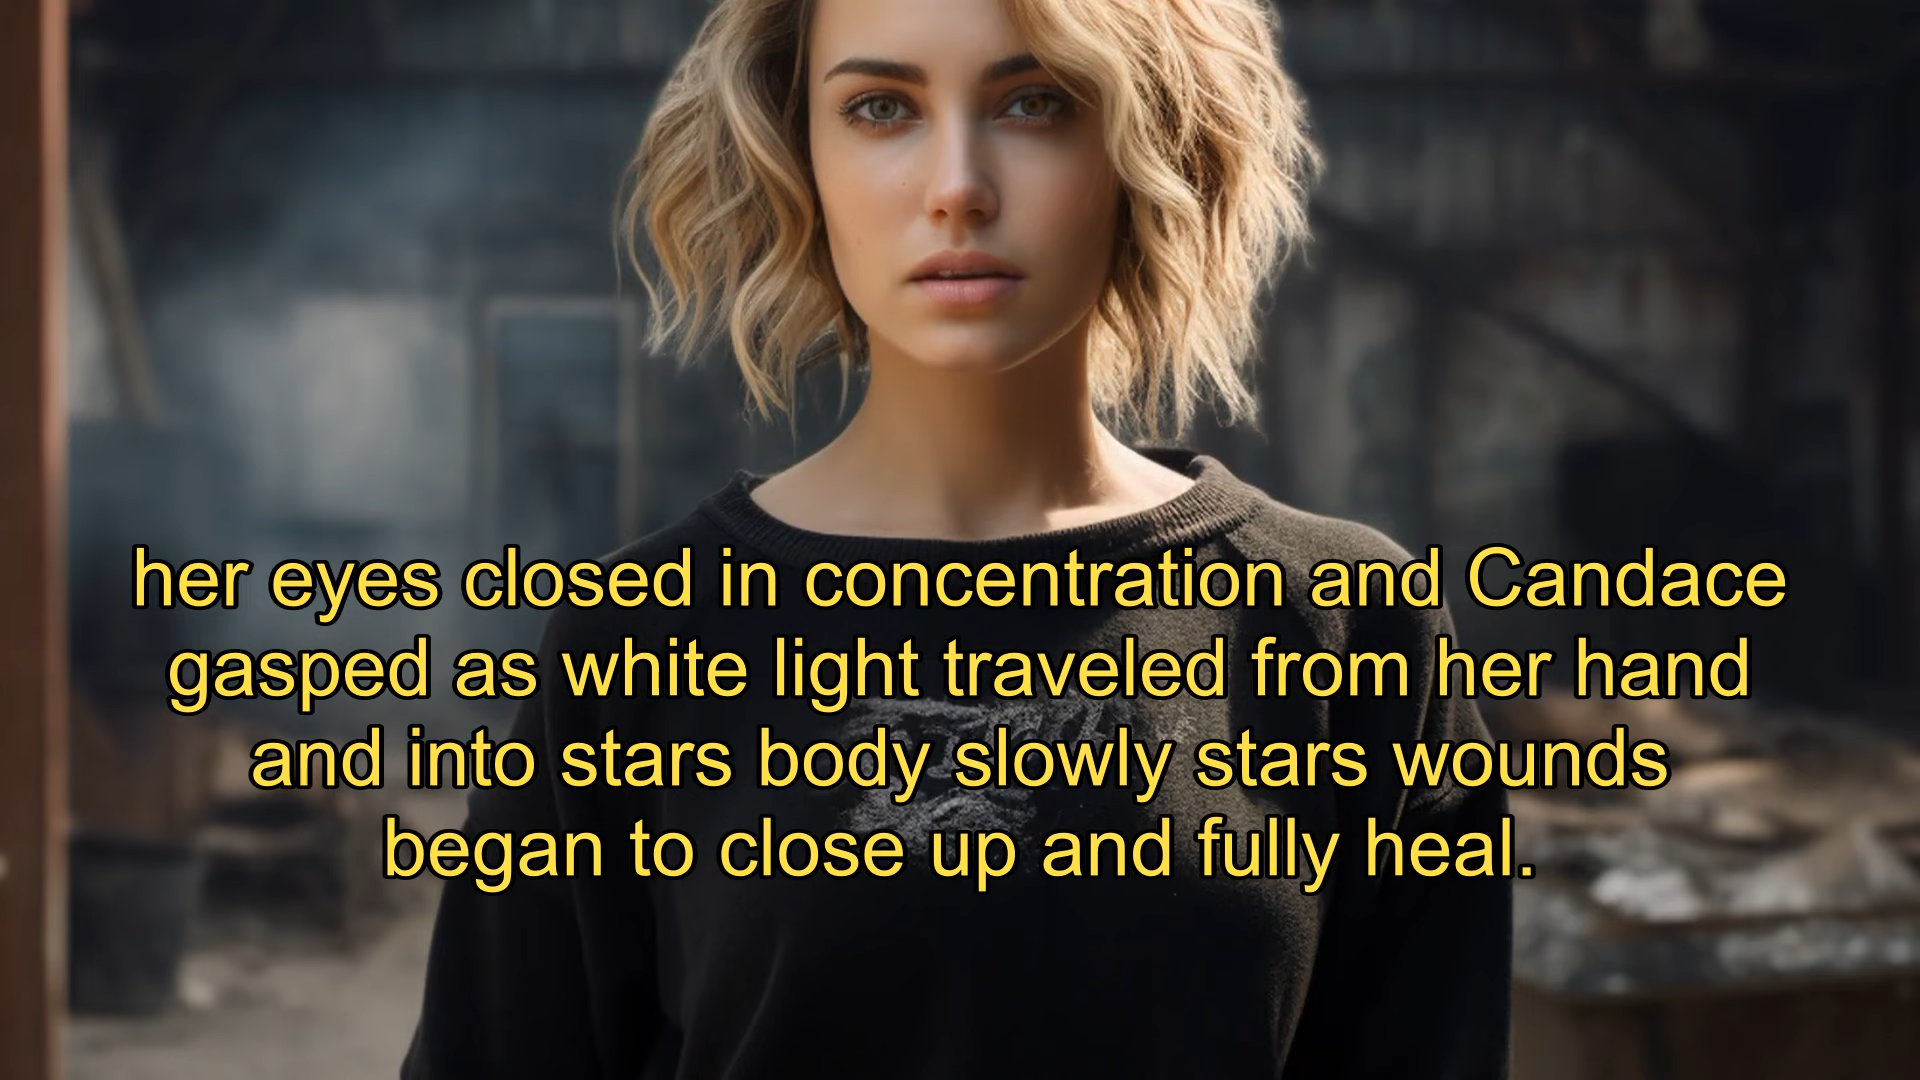 her eyes closed in concentration and Candace
gasped as white light traveled from her hand
and into stars body slowly stars wounds
began to close up and fully heal.